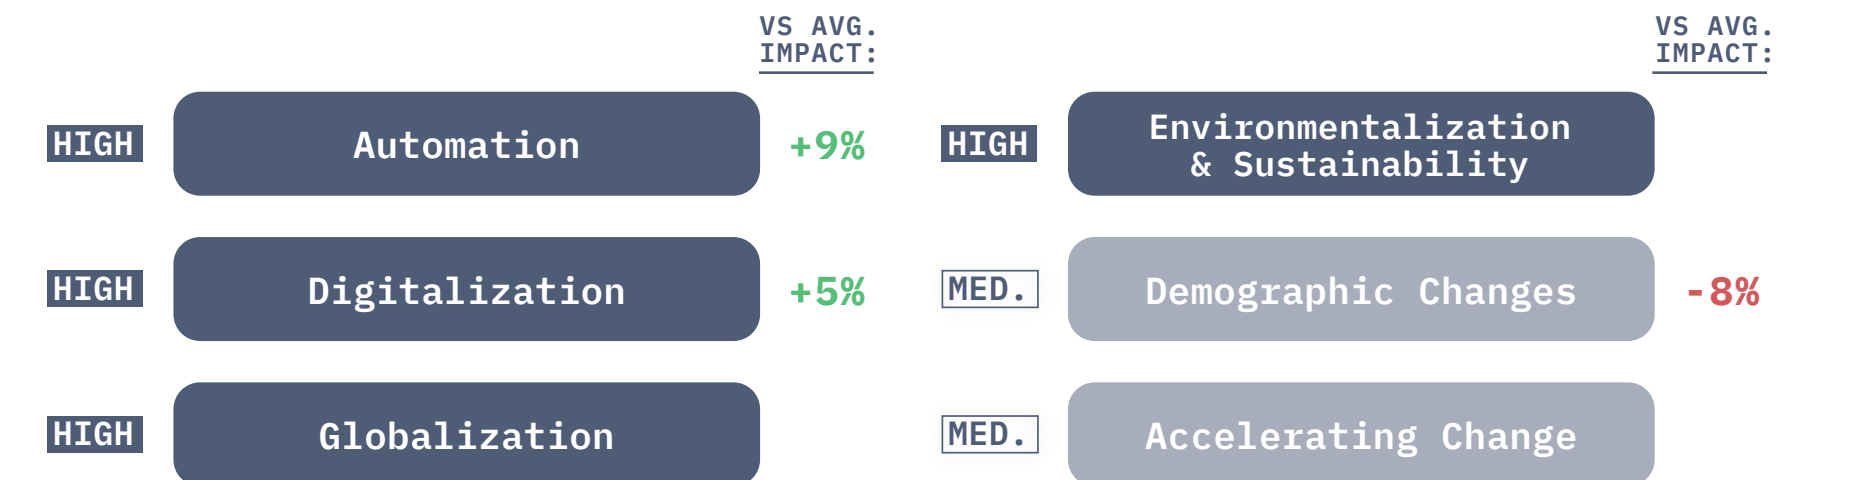 VS AVG.
IMPACT:
HIGH Automation +9%
HIGH Digitalization +5%
HIGH Globalization
VS AVG.
IMPACT:
HIGH Environmentalization
& Sustainability
MED. Demographic Changes -8%
MED. Accelerating Change